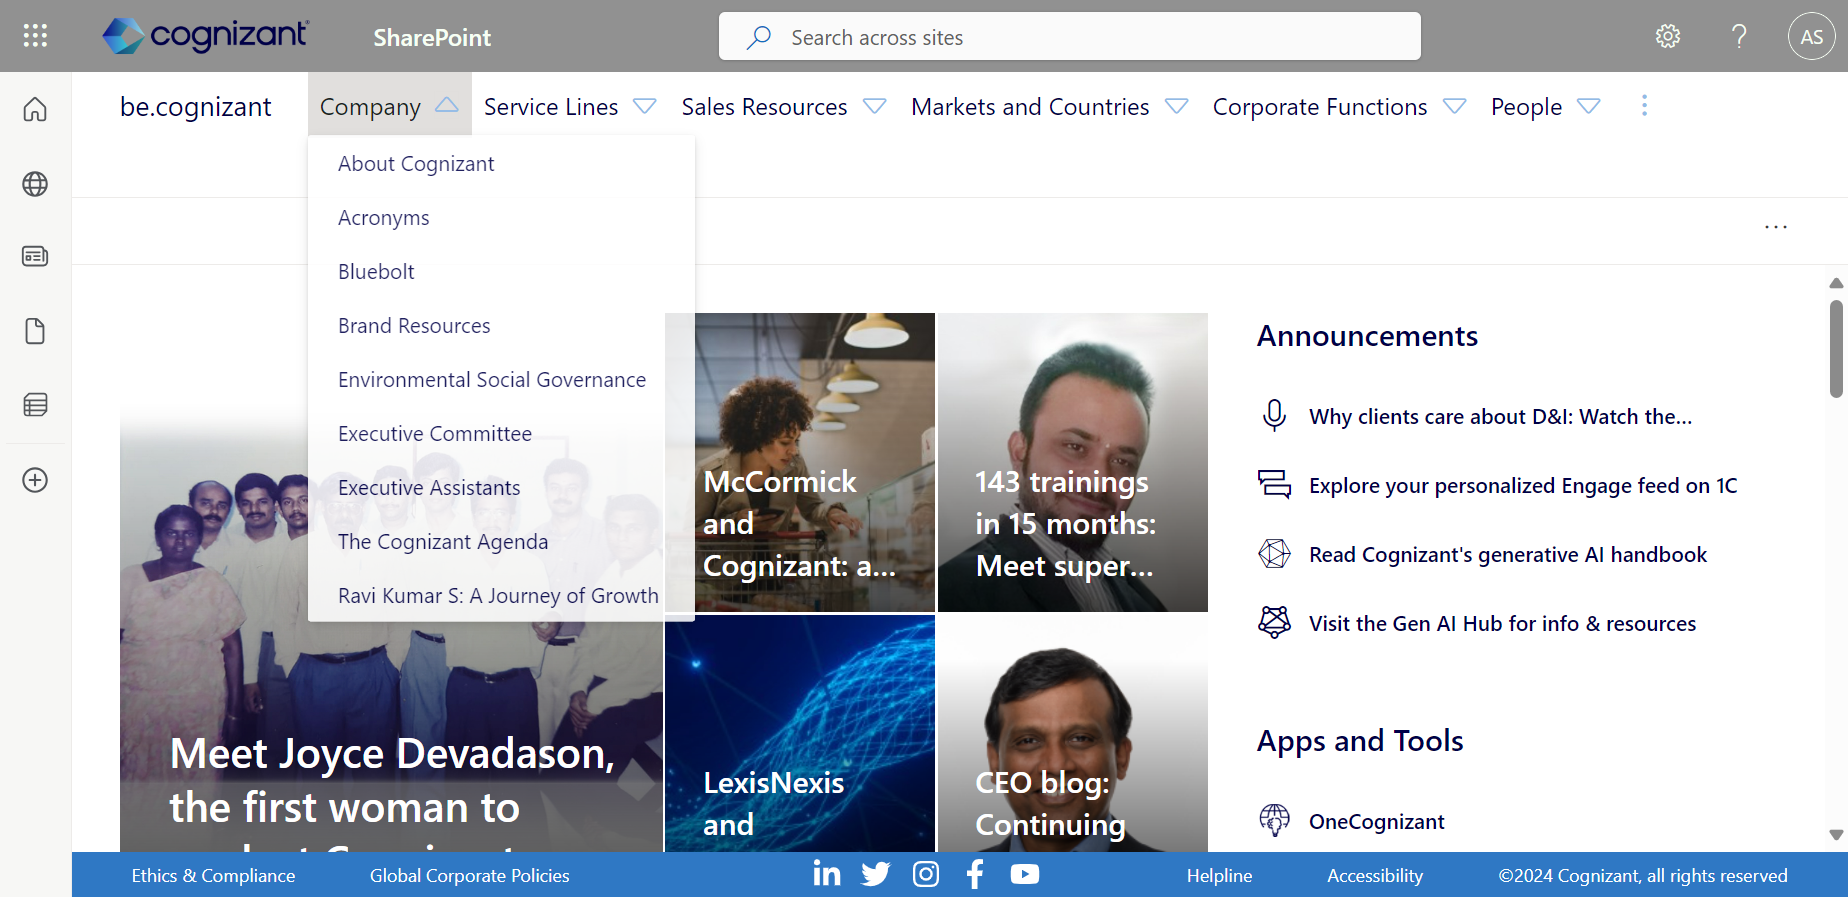 cognizant
SharePoint
Search across sites
AS
be.cognizant
Company
Service Lines
Sales Resources
Markets and Countries
Corporate Functions
People
About Cognizant
Acronyms
Bluebolt
Brand Resources
Environmental Social Governance
Executive Committee
Executive Assistants
The Cognizant Agenda
Ravi Kumar S: A Journey of Growth
Meet Joyce Devadason,
the first woman to
McCormick
and
Cognizant: a...
143 trainings
in 15 months:
Meet super...
LexisNexis
and
CEO blog:
Continuing
Announcements
Why clients care about D&I: Watch the...
Explore your personalized Engage feed on 1C
Read Cognizant's generative AI handbook
Visit the Gen AI Hub for info & resources
Apps and Tools
OneCognizant
Ethics & Compliance
Global Corporate Policies
Helpline
Accessibility
©2024 Cognizant, all rights reserved